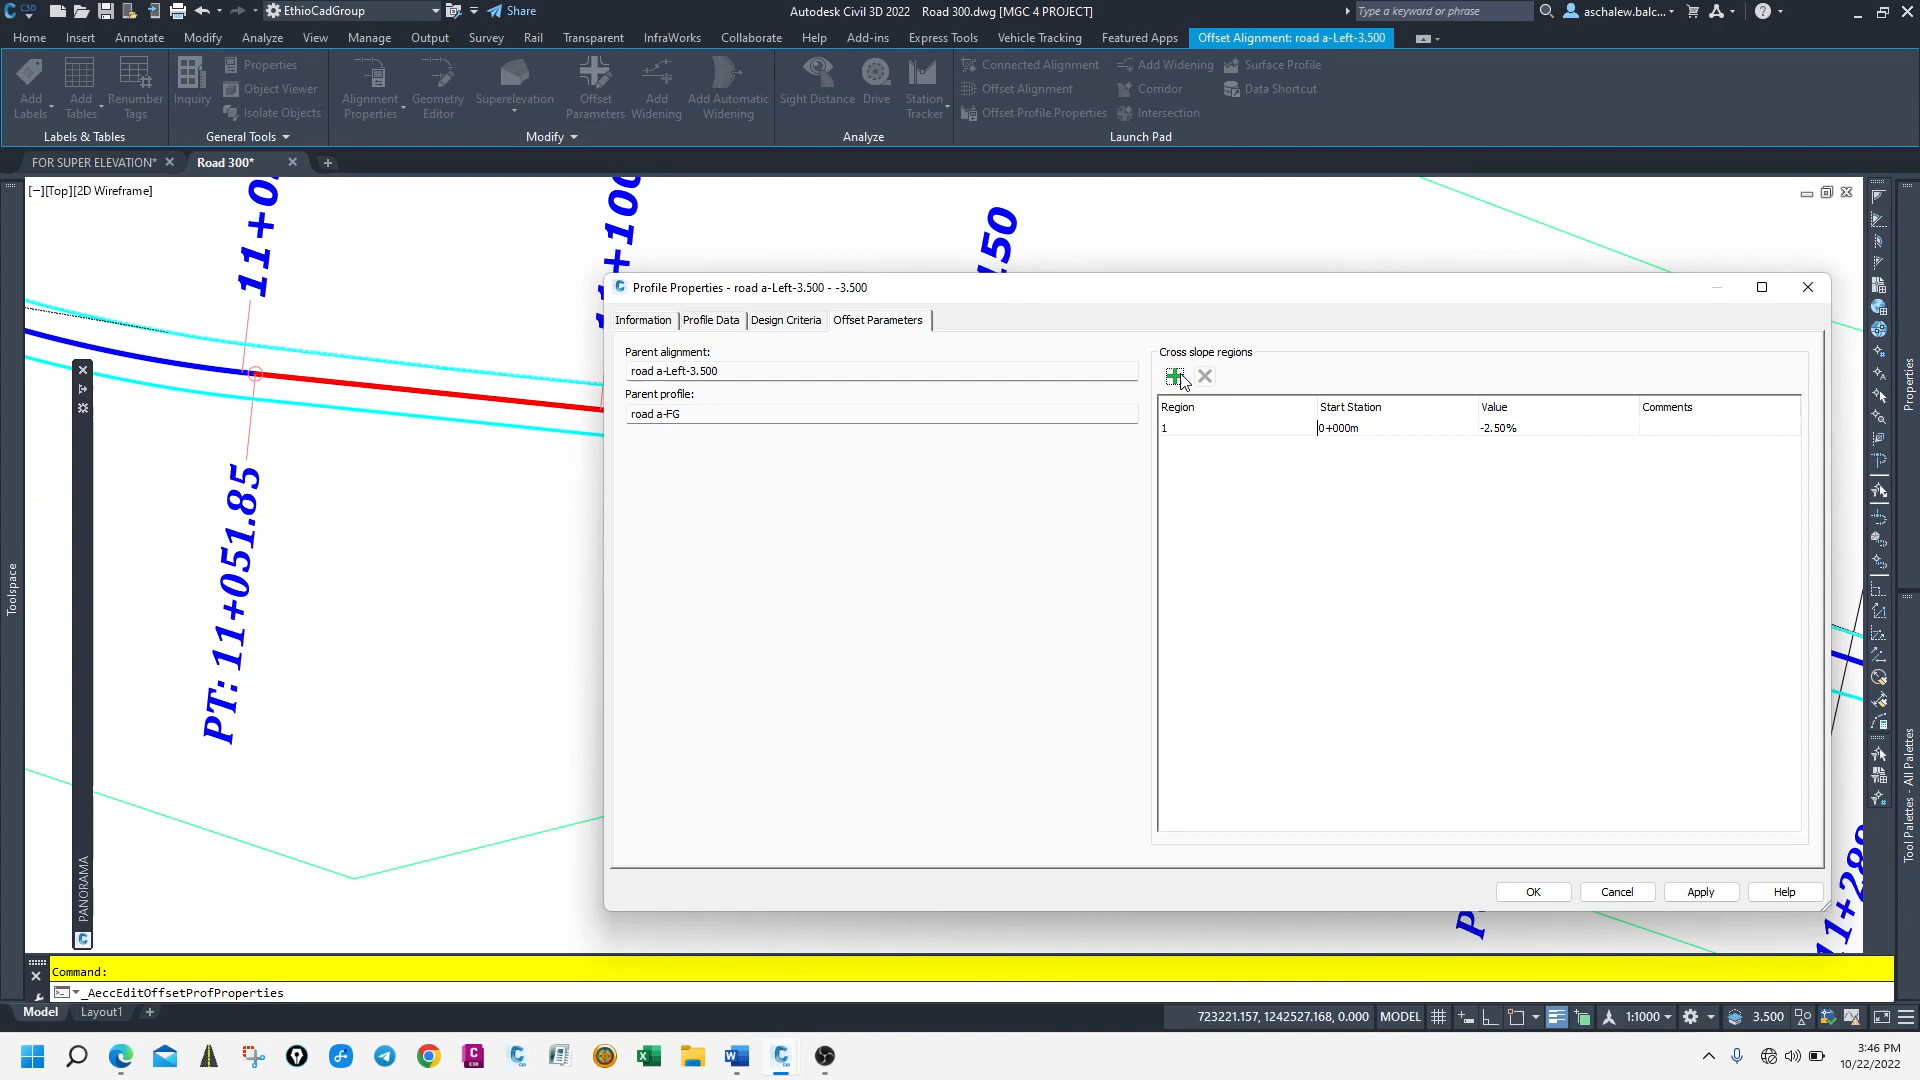 C3D
EthioCadGroup
Share
Autodesk Civil 3D 2022 Road 300.dwg [MGC 4 PROJECT]
Type a keyword or phrase
aschalew.balc...
Home Insert Annotate Modify Analyze View Manage Output Survey Rail Transparent InfraWorks Collaborate Help Add-ins Express Tools Vehicle Tracking Featured Apps Offset Alignment: road a-Left-3.500
Add Labels
Add Tables
Renumber Tags
Inquiry
Properties
Object Viewer
Isolate Objects
Alignment Properties
Geometry Editor
Superelevation
Offset Parameters
Add Widening
Add Automatic Widening
Sight Distance
Drive
Station Tracker
Connected Alignment
Offset Alignment
Offset Profile Properties
Add Widening
Corridor
Intersection
Surface Profile
Data Shortcut
Labels & Tables General Tools Modify Analyze Launch Pad
FOR SUPER ELEVATION* Road 300*
[−][Top][2D Wireframe]
PT: 11+051.85
11+289
Profile Properties - road a-Left-3.500 - -3.500
Information Profile Data Design Criteria Offset Parameters
Parent alignment:
road a-Left-3.500
Parent profile:
road a-FG
Cross slope regions
Region Start Station Value Comments
1 0+000m -2.50%
OK Cancel Apply Help
Toolspace
PANORAMA
Properties
Tool Palettes - All Palettes
Command:
_AeccEditOffsetProfProperties
Model Layout1
723221.157, 1242527.168, 0.000 MODEL 1:1000 3.500
3:46 PM
10/22/2022